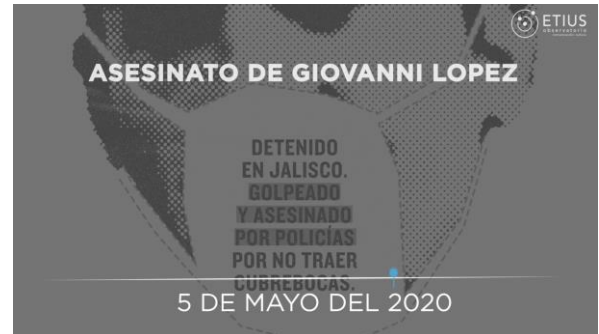 ETIUS
observatorio
ASESINATO DE GIOVANNI LOPEZ
DETENIDO
EN JALISCO.
GOLPEADO
Y ASESINADO
POR POLICÍAS
POR NO TRAER
CUBREBOCAS.
5 DE MAYO DEL 2020